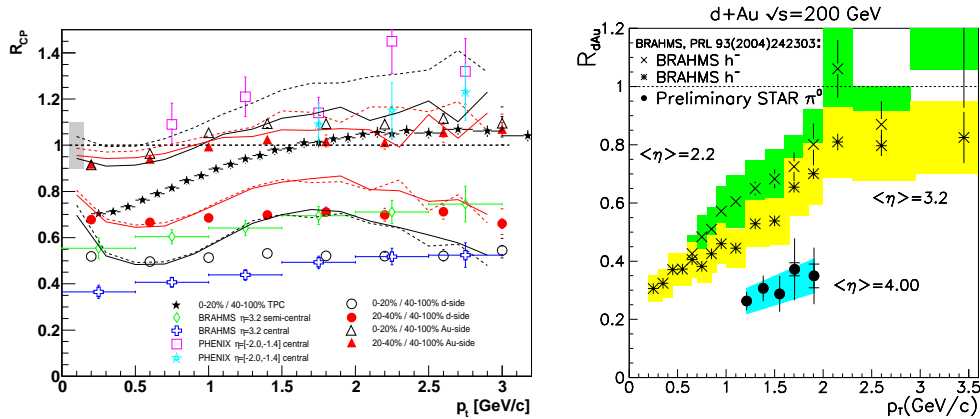 R_CP
1.4
1.2
1
0.8
0.6
0.4
0.2
0
0-20% / 40-100% TPC
BRAHMS η=3.2 semi-central
BRAHMS η=3.2 central
PHENIX η=[-2.0,-1.4] central
PHENIX η=[-2.0,-1.4] central
0-20% / 40-100% d-side
20-40% / 40-100% d-side
0-20% / 40-100% Au-side
20-40% / 40-100% Au-side
0 0.5 1 1.5 2 2.5 3
p_t [GeV/c]
d+Au √s=200 GeV
R_dAu
1.2
1
0.8
0.6
0.4
0.2
0
BRAHMS, PRL 93(2004)242303:
BRAHMS h⁻
BRAHMS h⁻
Preliminary STAR π⁰
<η>=2.2
<η>=3.2
<η>=4.00
0 0.5 1 1.5 2 2.5 3 3.5
p_T(GeV/c)